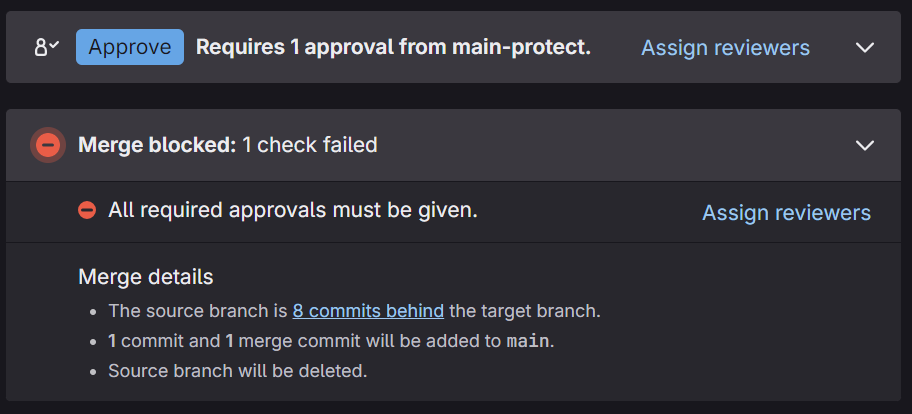 Approve Requires 1 approval from main-protect. Assign reviewers
Merge blocked: 1 check failed
All required approvals must be given. Assign reviewers
Merge details
• The source branch is 8 commits behind the target branch.
• 1 commit and 1 merge commit will be added to main.
• Source branch will be deleted.